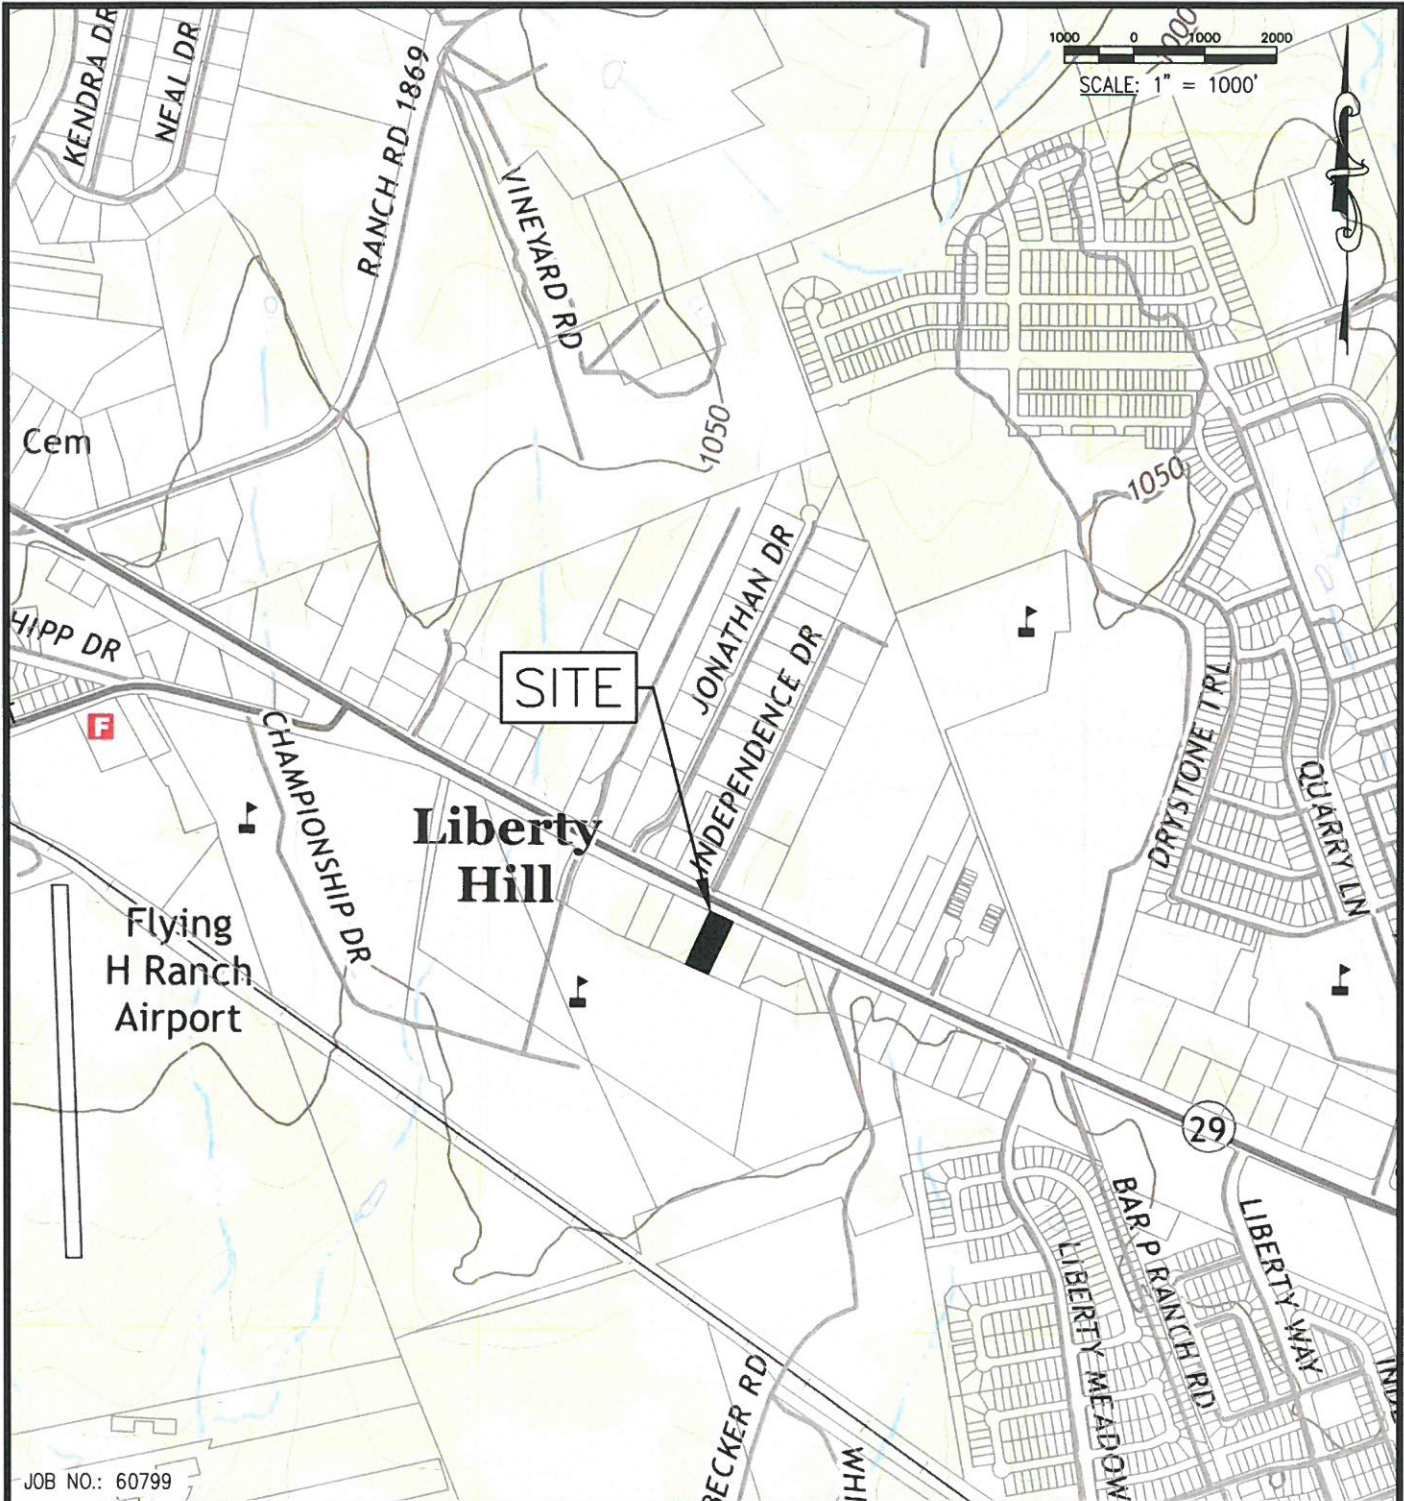 KENDRA DR
NEAL DR
RANCH RD 1869
VINEYARD RD
1000
1000 0 1000 2000
SCALE: 1" = 1000'
Cem
1050
1050
HIPP DR
F
CHAMPIONSHIP DR
SITE
JONATHAN DR
INDEPENDENCE DR
DRYSTONE TRL
QUARRY LN
Liberty
Hill
Flying
H Ranch
Airport
29
BAR P RANCH RD
LIBERTY WAY
LIBERTY MEADOW
BECKER RD
WHI
JOB NO.: 60799